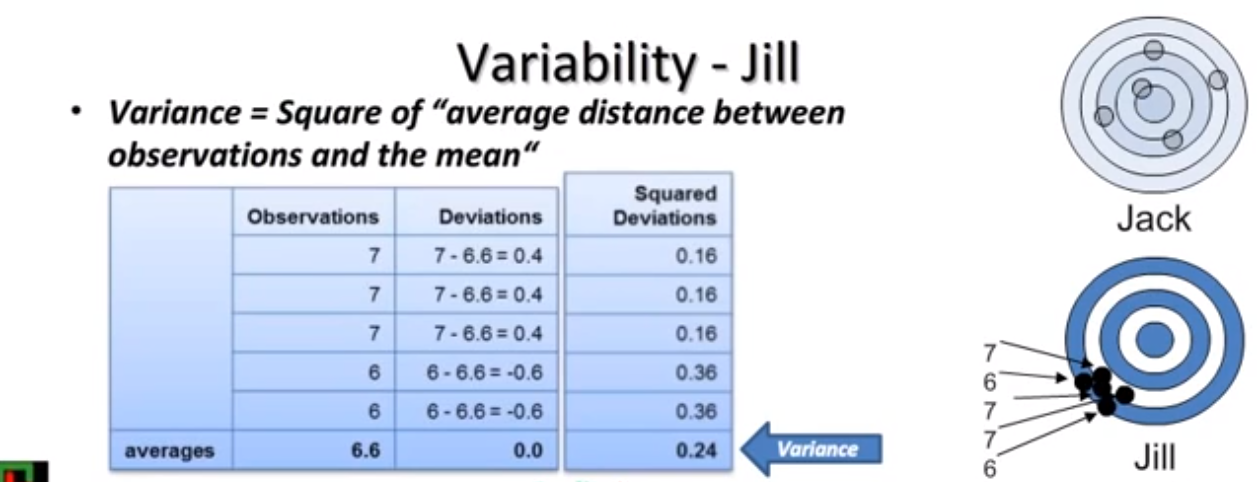 Variability - Jill
• Variance = Square of “average distance between
observations and the mean“
Observations Deviations Squared Deviations
7 7 - 6.6 = 0.4 0.16
7 7 - 6.6 = 0.4 0.16
7 7 - 6.6 = 0.4 0.16
6 6 - 6.6 = -0.6 0.36
6 6 - 6.6 = -0.6 0.36
averages 6.6 0.0 0.24
Variance
Jack
7
6
7
7
6
Jill